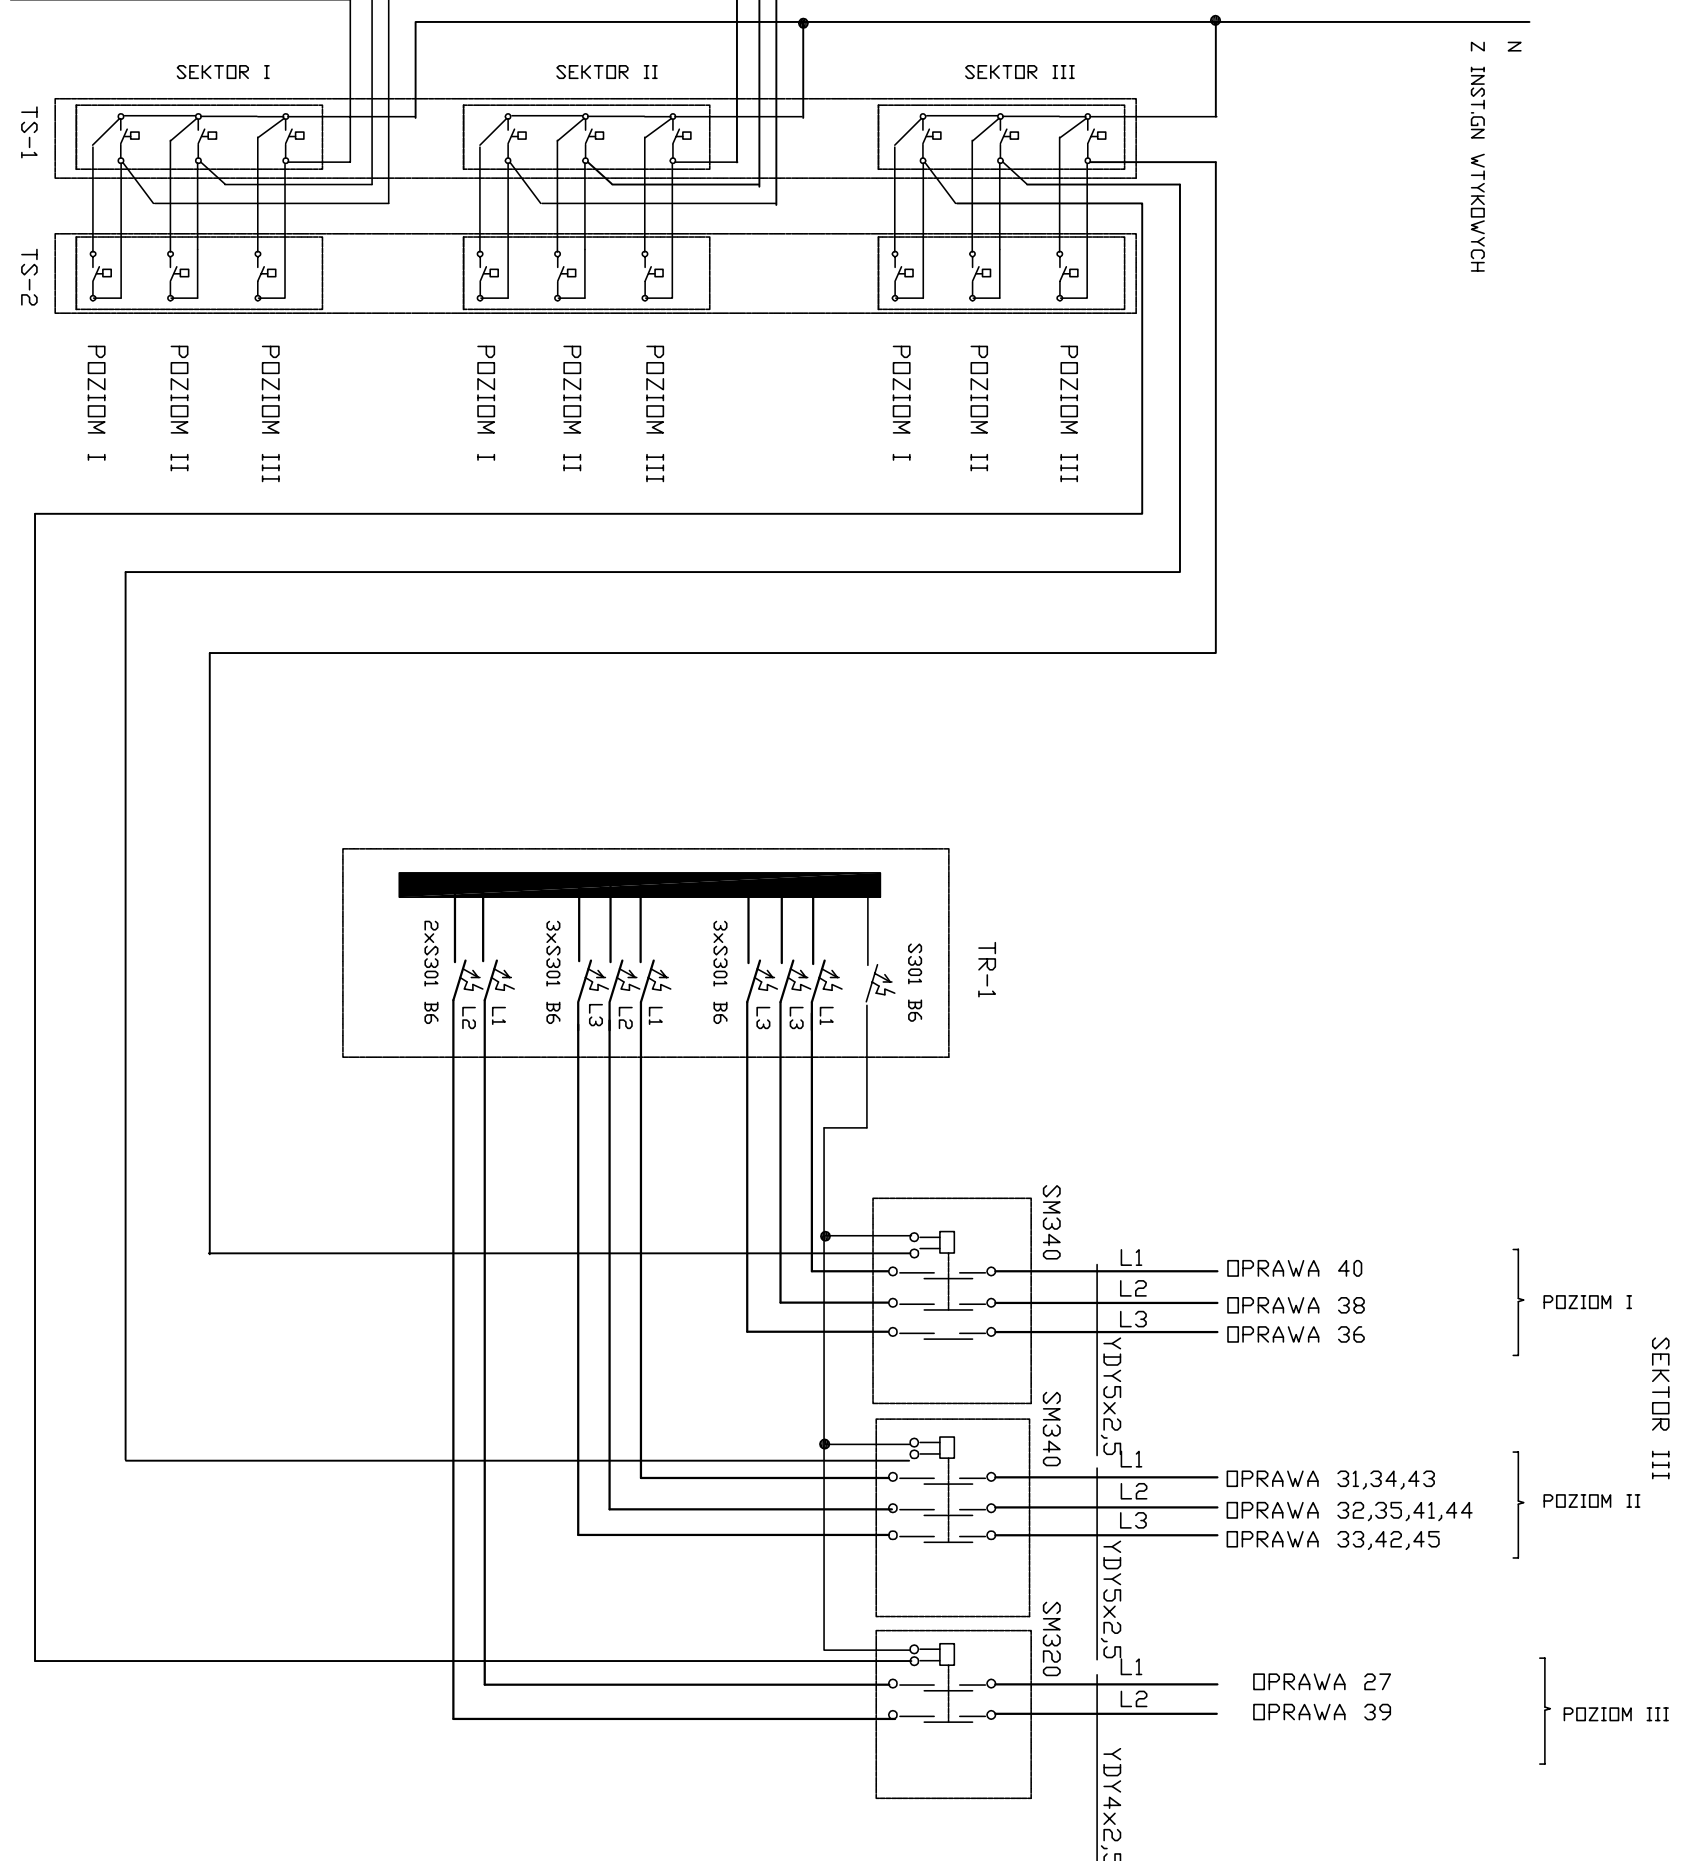 N
Z INST.GN WTYKOWYCH
SEKTOR I
SEKTOR II
SEKTOR III
TS-1
TS-2
POZIOM I
POZIOM II
POZIOM III
POZIOM I
POZIOM II
POZIOM III
POZIOM I
POZIOM II
POZIOM III
TR-1
2xS301 B6
L2
L1
3xS301 B6
L3
L2
L1
3xS301 B6
L3
L3
L1
S301 B6
SM340
L1
OPRAWA 40
L2
OPRAWA 38
L3
OPRAWA 36
YDY5x2,5
POZIOM I
SEKTOR III
SM340
L1
OPRAWA 31,34,43
L2
OPRAWA 32,35,41,44
L3
OPRAWA 33,42,45
YDY5x2,5
POZIOM II
SM320
L1
OPRAWA 27
L2
OPRAWA 39
YDY4x2,5
POZIOM III